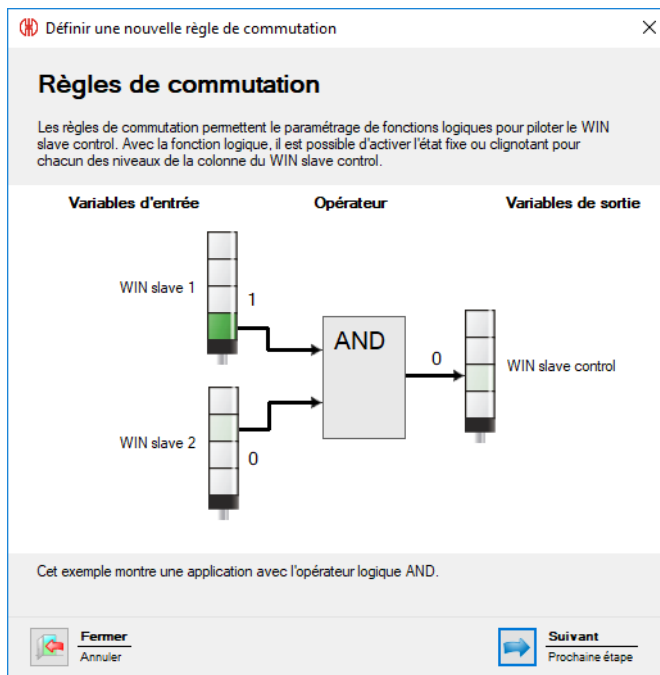 Définir une nouvelle règle de commutation
Règles de commutation
Les règles de commutation permettent le paramétrage de fonctions logiques pour piloter le WIN
slave control. Avec la fonction logique, il est possible d'activer l'état fixe ou clignotant pour
chacun des niveaux de la colonne du WIN slave control.
Variables d'entrée Opérateur Variables de sortie
WIN slave 1
1
AND
0
WIN slave control
WIN slave 2
0
Cet exemple montre une application avec l'opérateur logique AND.
Fermer
Annuler
Suivant
Prochaine étape